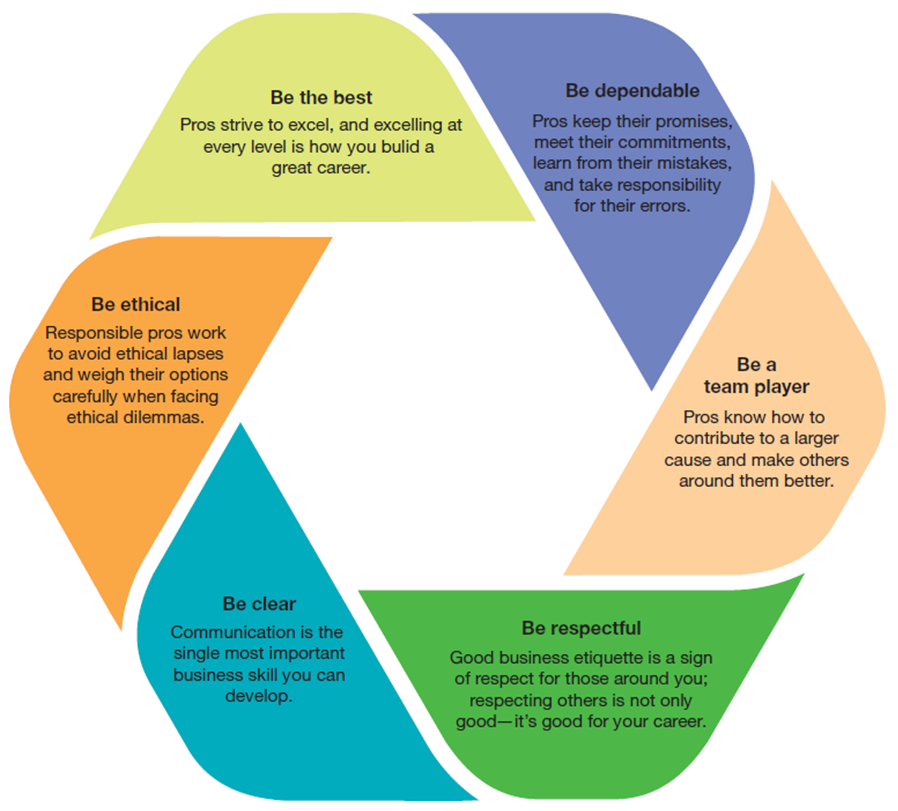 Be the best
Pros strive to excel, and excelling at
every level is how you bulid a
great career.
Be dependable
Pros keep their promises,
meet their commitments,
learn from their mistakes,
and take responsibility
for their errors.
Be a
team player
Pros know how to
contribute to a larger
cause and make others
around them better.
Be respectful
Good business etiquette is a sign
of respect for those around you;
respecting others is not only
good—it's good for your career.
Be clear
Communication is the
single most important
business skill you can
develop.
Be ethical
Responsible pros work
to avoid ethical lapses
and weigh their options
carefully when facing
ethical dilemmas.